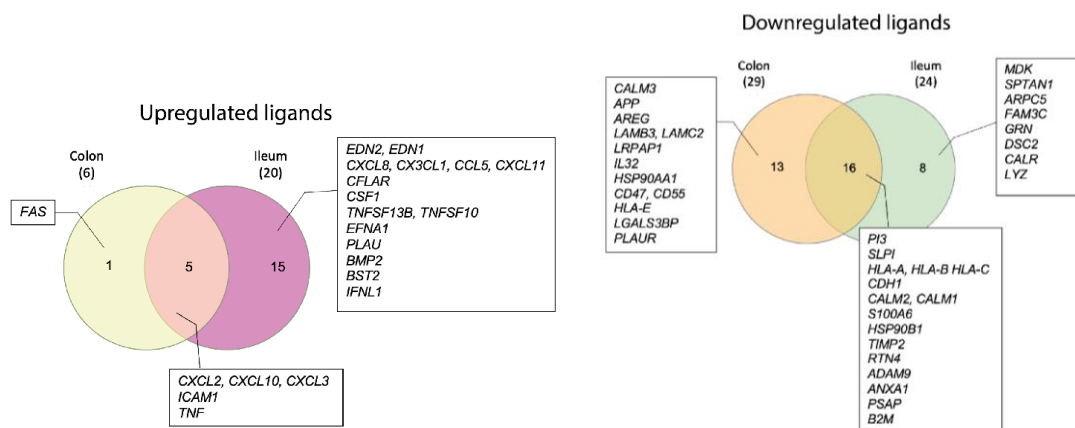 Upregulated ligands
Colon
(6)
Ileum
(20)
FAS
1
5
15
EDN2, EDN1
CXCL8, CX3CL1, CCL5, CXCL11
CFLAR
CSF1
TNFSF13B, TNFSF10
EFNA1
PLAU
BMP2
BST2
IFNL1
CXCL2, CXCL10, CXCL3
ICAM1
TNF
Downregulated ligands
Colon
(29)
Ileum
(24)
CALM3
APP
AREG
LAMB3, LAMC2
LRPAP1
IL32
HSP90AA1
CD47, CD55
HLA-E
LGALS3BP
PLAUR
13
16
8
MDK
SPTAN1
ARPC5
FAM3C
GRN
DSC2
CALR
LYZ
PI3
SLPI
HLA-A, HLA-B HLA-C
CDH1
CALM2, CALM1
S100A6
HSP90B1
TIMP2
RTN4
ADAM9
ANXA1
PSAP
B2M